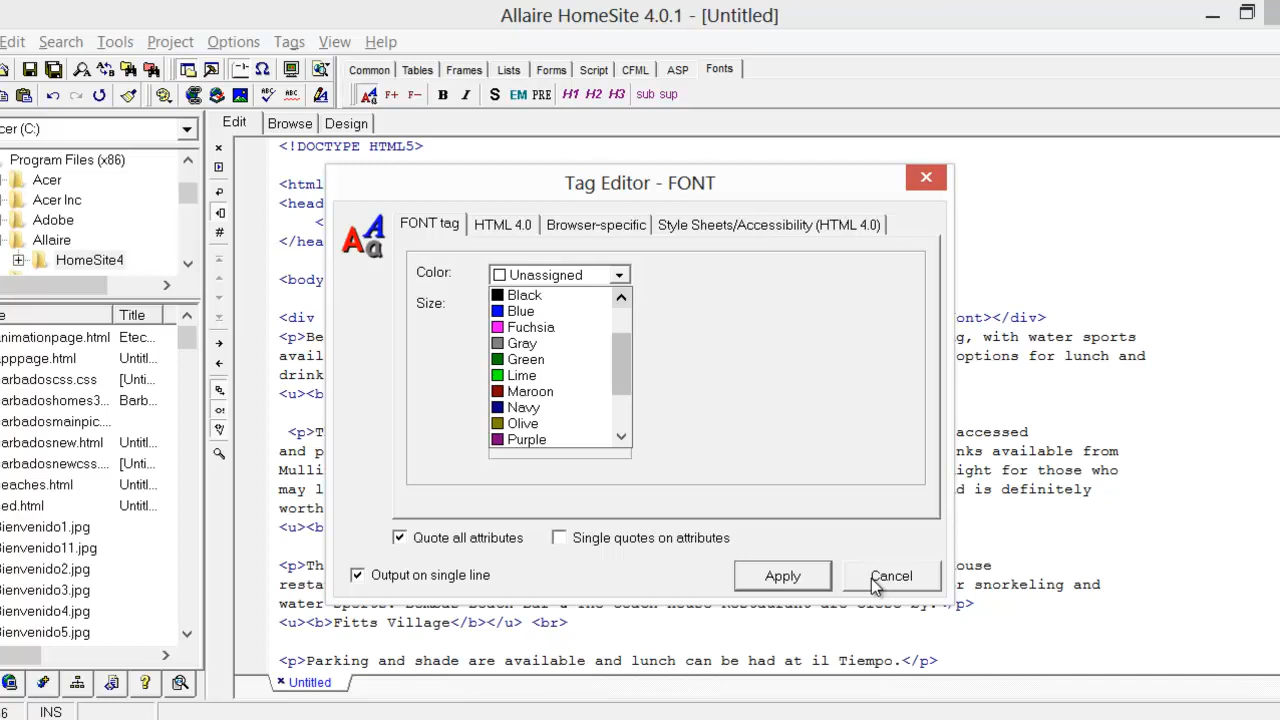 Allaire HomeSite 4.0.1 - [Untitled]
Edit Search Tools Project Options Tags View Help
Common Tables Frames Lists Forms Script CFML ASP Fonts
F+ F- B I S EM PRE H1 H2 H3 sub sup
cer (C:)
Edit Browse Design
Program Files (x86)
Acer
Acer Inc
Adobe
Allaire
HomeSite4
e Title
nimationpage.html Etec...
pppage.html Untitl...
arbadoscss.css [Unti...
arbadoshomes3... Barb...
arbadosmainpic...
arbadosnew.html Untitl...
arbadosnewcss.... [Unti...
eaches.html Untitl...
ed.html Untitl...
ienvenido1.jpg
ienvenido11.jpg
ienvenido2.jpg
ienvenido3.jpg
ienvenido4.jpg
ienvenido5.jpg
<!DOCTYPE HTML5>
<html
<head
<
</hea
<body
<div ont></div>
<p>Be g, with water sports
avail options for lunch and
drink
<u><b
<p>T accessed
and p nks available from
Mulli ight for those who
may l d is definitely
worth
<u><b
<p>Th ouse
resta r snorkeling and
water </p>
<u><b>Fitts Village</b></u> <br>
<p>Parking and shade are available and lunch can be had at il Tiempo.</p>
Untitled
Tag Editor - FONT
AAa
FONT tag HTML 4.0 Browser-specific Style Sheets/Accessibility (HTML 4.0)
Color: Unassigned
Size:
Black
Blue
Fuchsia
Gray
Green
Lime
Maroon
Navy
Olive
Purple
Quote all attributes Single quotes on attributes
Output on single line Apply Cancel
6 INS